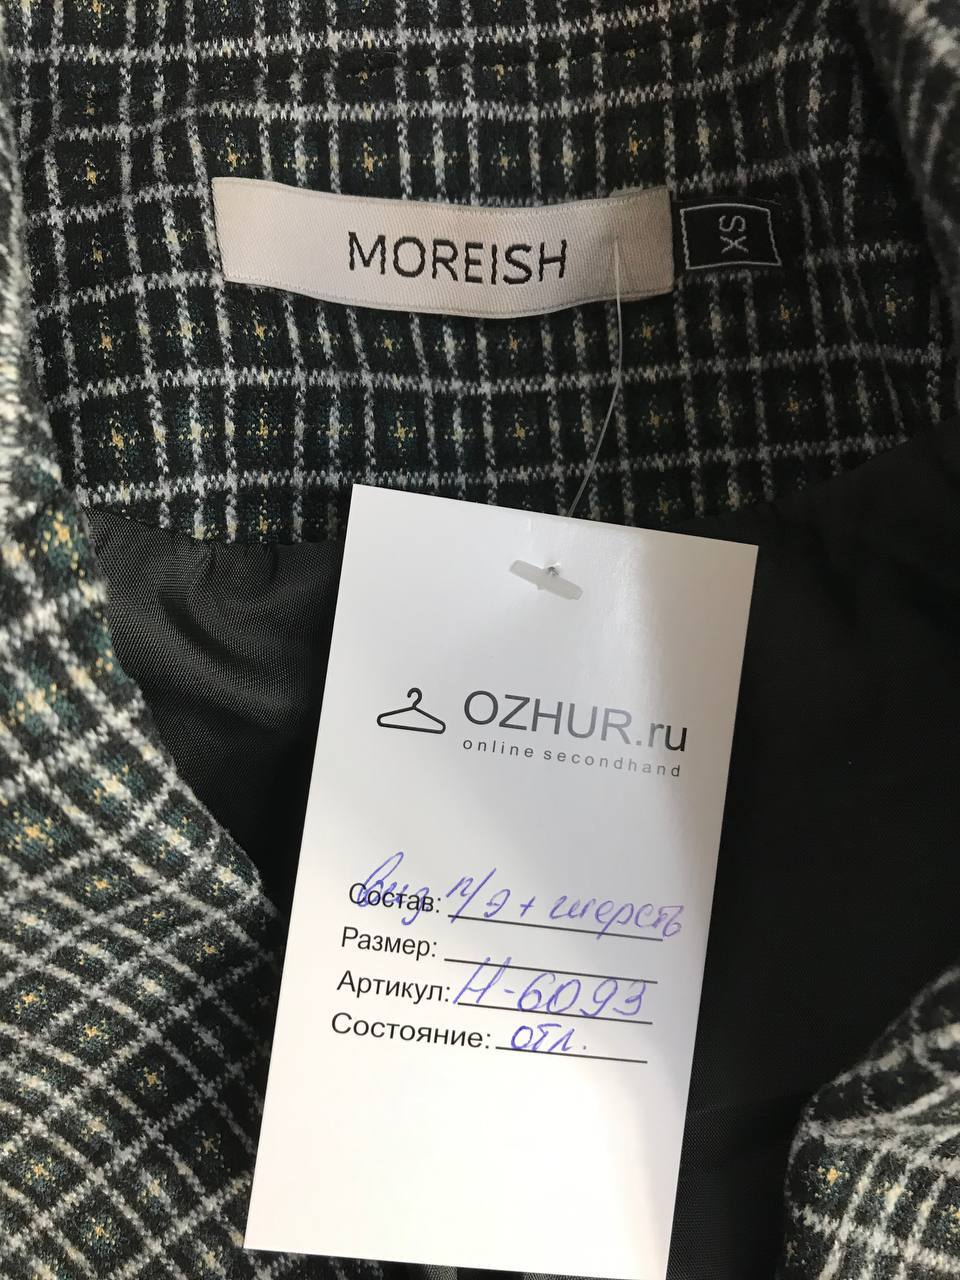 MOREISH
XS
OZHUR.ru
online secondhand
Состав: виз п/э + шерсть
Размер:
Артикул: Н-6093
Состояние: отл.